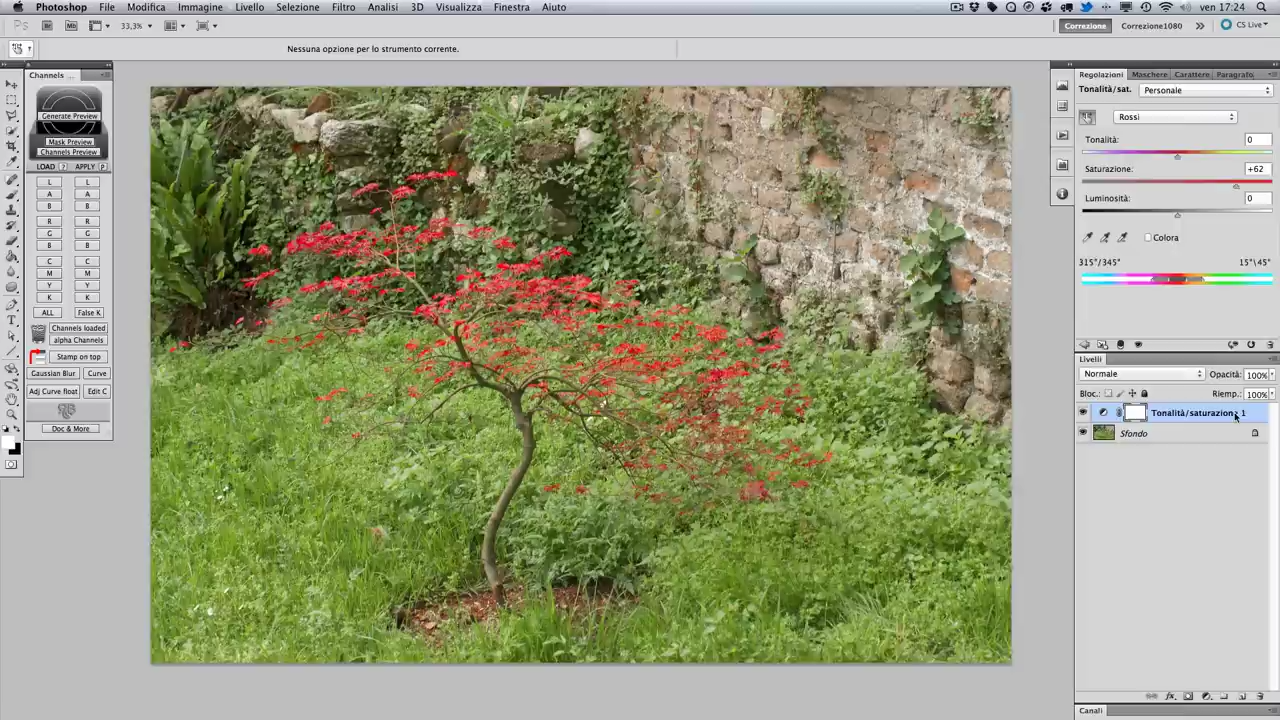 Photoshop File Modifica Immagine Livello Selezione Filtro Analisi 3D Visualizza Finestra Aiuto ven 17:24
Ps Br Mb 33,3% Correzione Correzione1080 CS Live
Nessuna opzione per lo strumento corrente.
Channels ...
Generate Preview
Mask Preview
Channels Preview
LOAD ? APPLY P
L L
A A
B B
R R
G G
B B
C C
M M
Y Y
K K
ALL False K
Channels loaded
alpha Channels
Stamp on top
Gaussian Blur Curve
Adj Curve float Edit C
Doc & More
Regolazioni Maschere Carattere Paragrafo
Tonalità/sat. Personale
Rossi
Tonalità: 0
Saturazione: +62
Luminosità: 0
Colora
315°/345° 15°\45°
Livelli
Normale Opacità: 100%
Bloc.: Riemp.: 100%
Tonalità/saturazione 1
Sfondo
fx
Canali